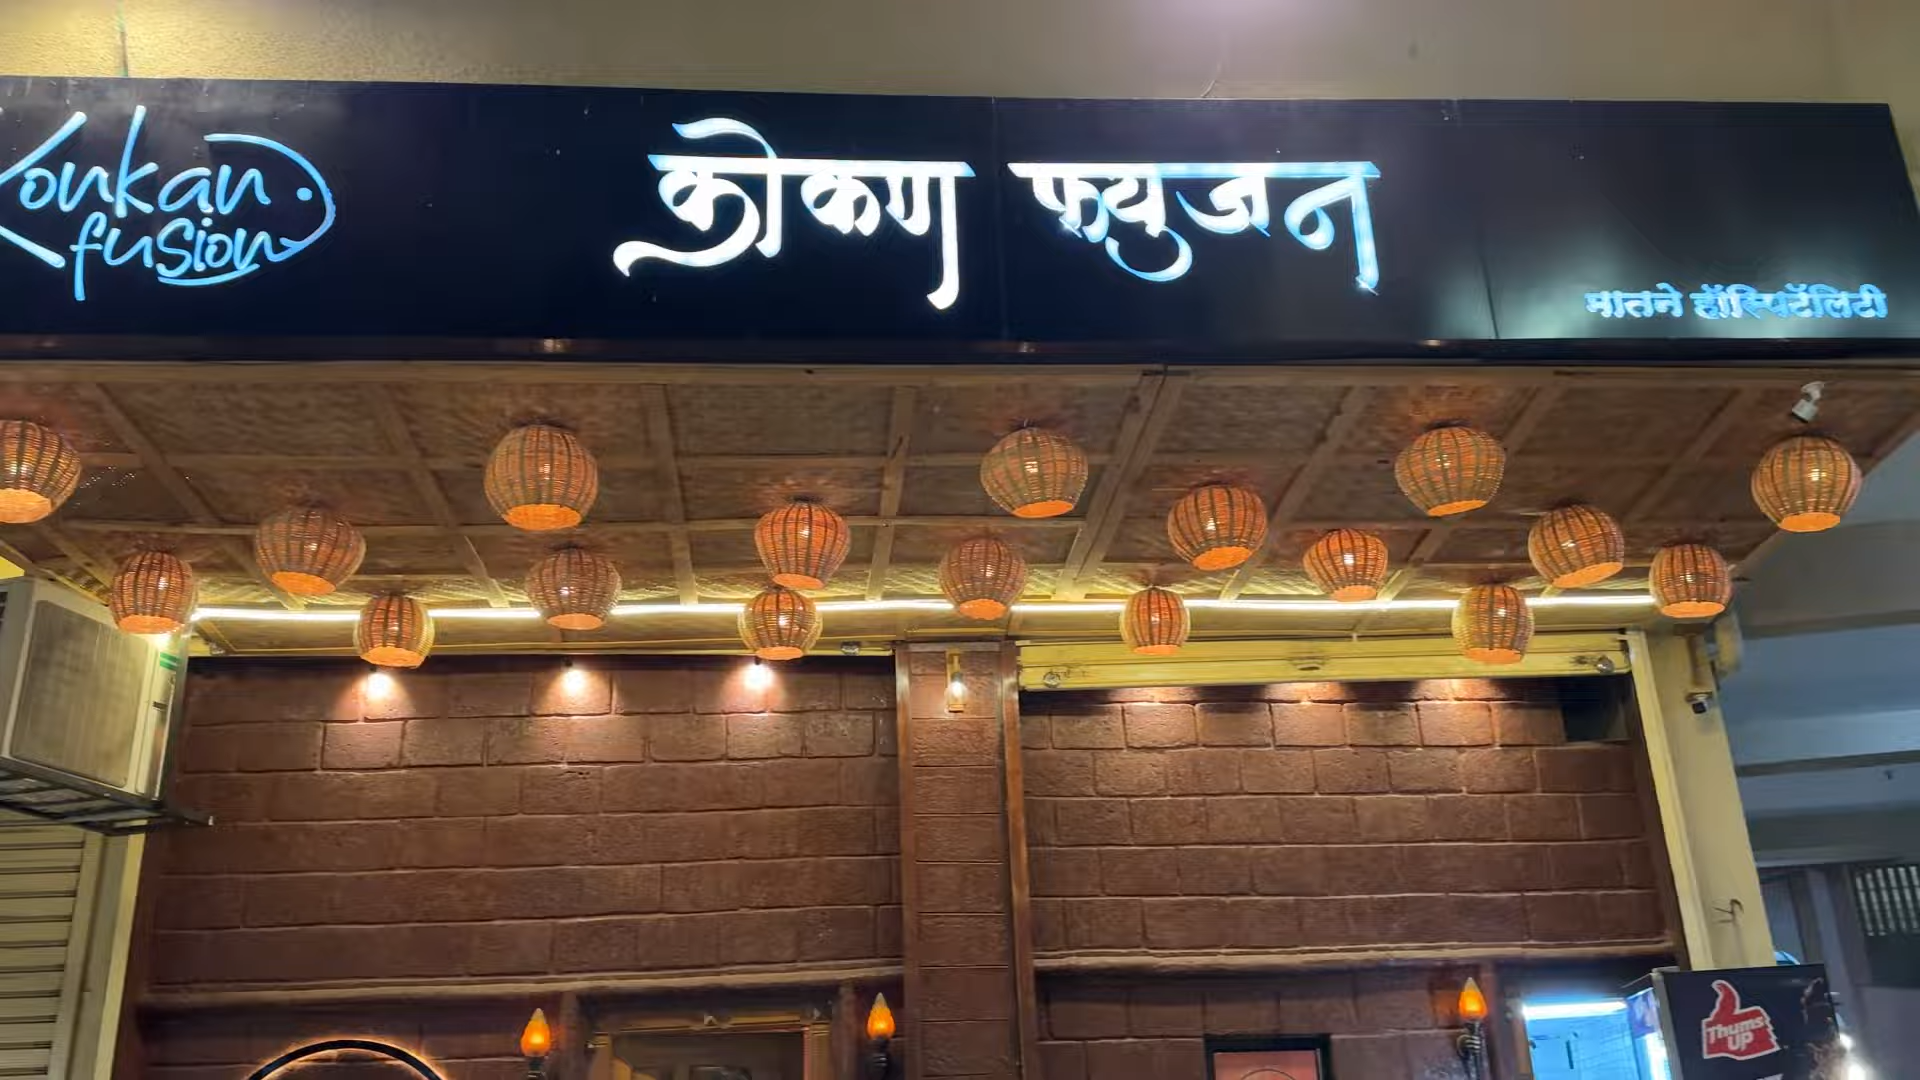 Konkan
fusion
कोकण फ्युजन
मातने हॉस्पिटॅलिटी
Thums
UP